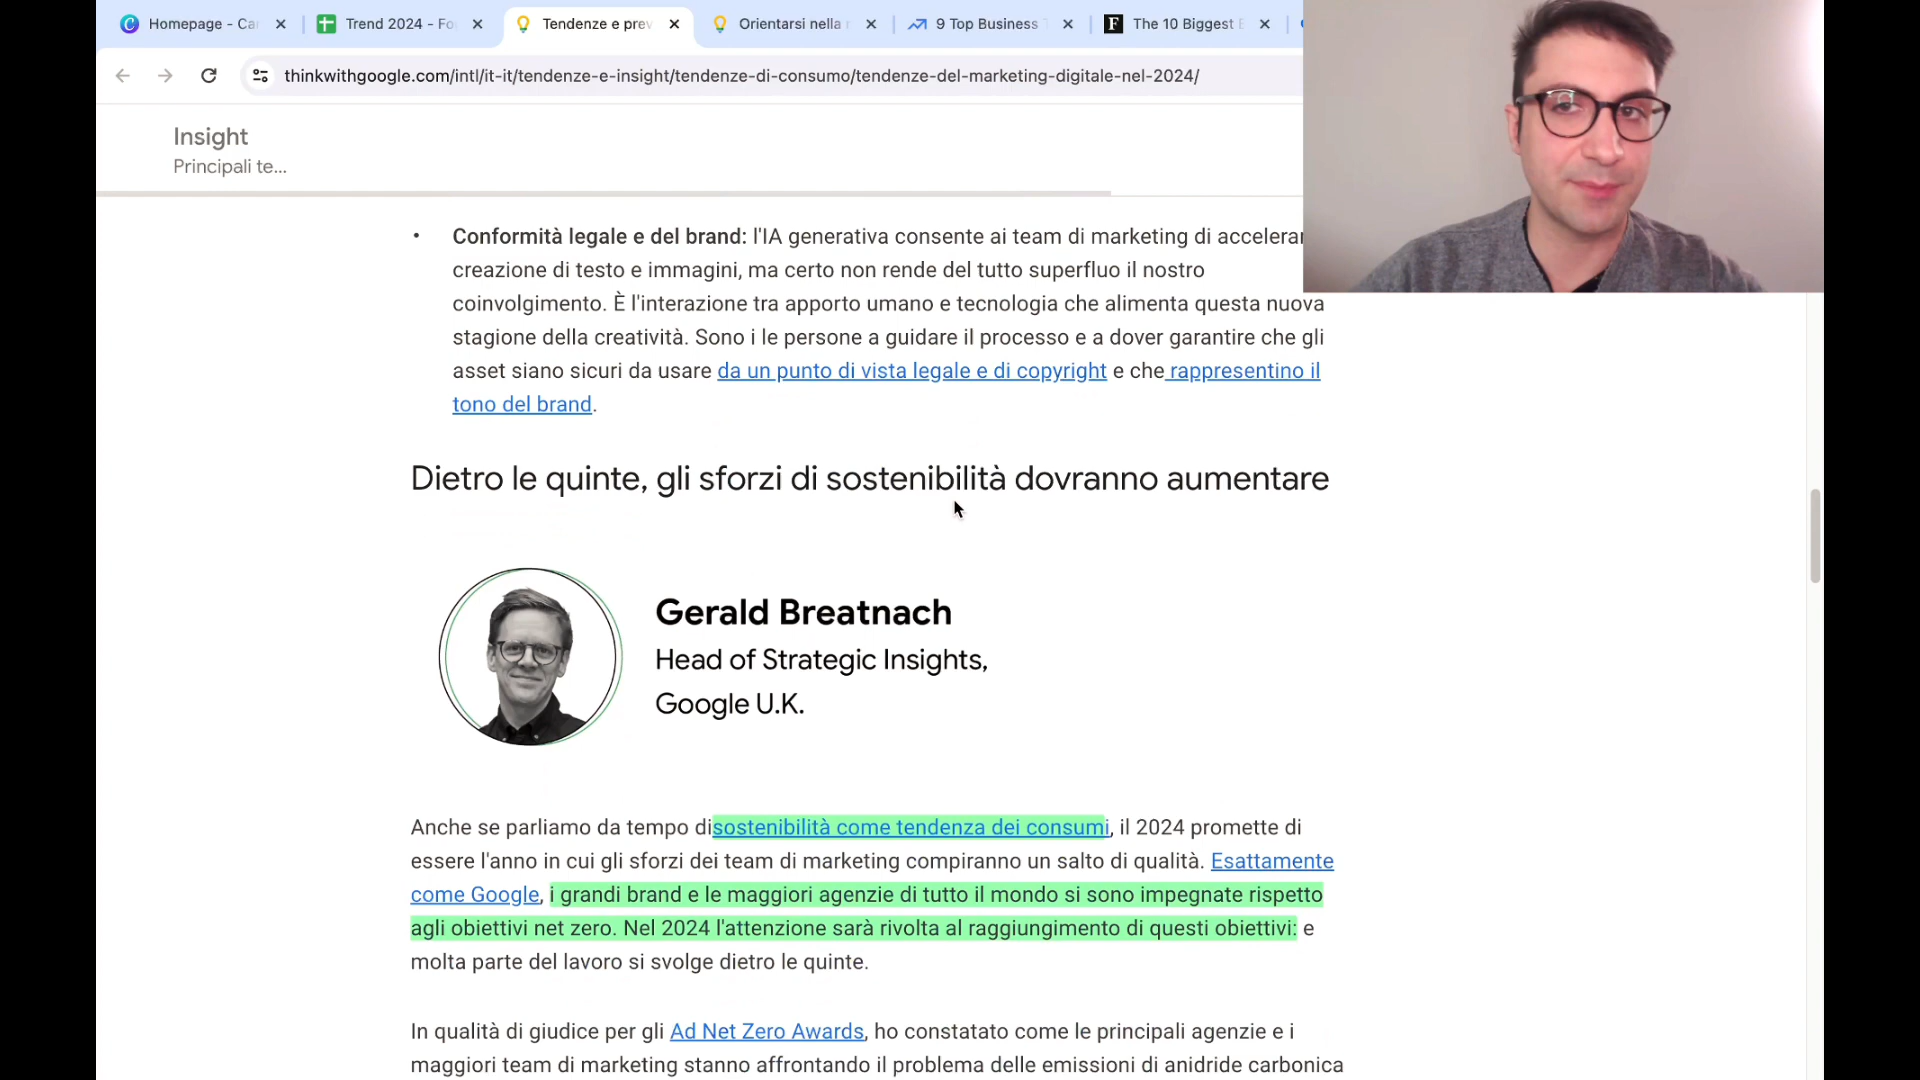 Homepage - Ca
Trend 2024 - Fo
Tendenze e prev
Orientarsi nella
9 Top Business
The 10 Biggest
thinkwithgoogle.com/intl/it-it/tendenze-e-insight/tendenze-di-consumo/tendenze-del-marketing-digitale-nel-2024/
Insight
Principali te...
• Conformità legale e del brand: l'IA generativa consente ai team di marketing di accelerar
creazione di testo e immagini, ma certo non rende del tutto superfluo il nostro
coinvolgimento. È l'interazione tra apporto umano e tecnologia che alimenta questa nuova
stagione della creatività. Sono i le persone a guidare il processo e a dover garantire che gli
asset siano sicuri da usare da un punto di vista legale e di copyright e che rappresentino il
tono del brand.
Dietro le quinte, gli sforzi di sostenibilità dovranno aumentare
Gerald Breatnach
Head of Strategic Insights,
Google U.K.
Anche se parliamo da tempo disostenibilità come tendenza dei consumi, il 2024 promette di
essere l'anno in cui gli sforzi dei team di marketing compiranno un salto di qualità. Esattamente
come Google, i grandi brand e le maggiori agenzie di tutto il mondo si sono impegnate rispetto
agli obiettivi net zero. Nel 2024 l'attenzione sarà rivolta al raggiungimento di questi obiettivi: e
molta parte del lavoro si svolge dietro le quinte.
In qualità di giudice per gli Ad Net Zero Awards, ho constatato come le principali agenzie e i
maggiori team di marketing stanno affrontando il problema delle emissioni di anidride carbonica